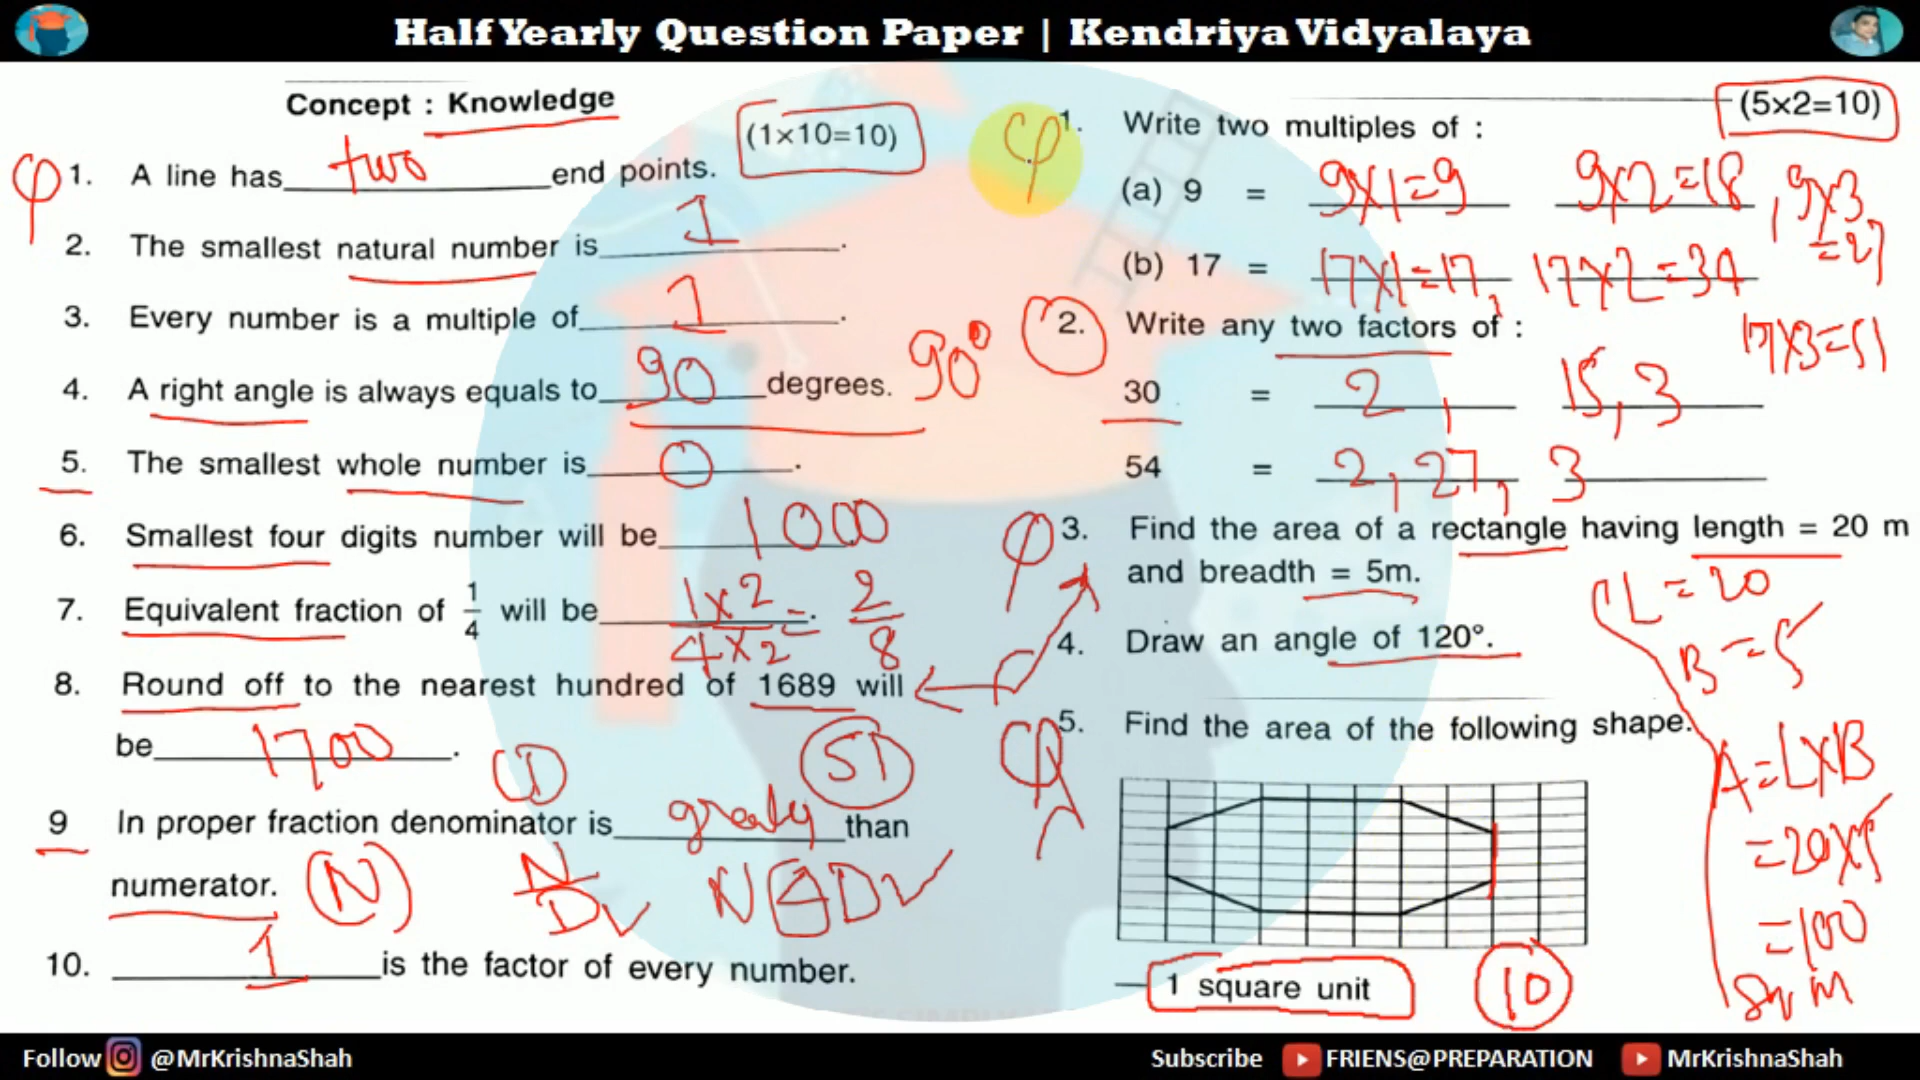 Half Yearly Question Paper | Kendriya Vidyalaya
Concept : Knowledge
(1×10=10)
1. A line has two end points.
2. The smallest natural number is 1.
3. Every number is a multiple of 1.
4. A right angle is always equals to 90 degrees. 90°
5. The smallest whole number is 0.
6. Smallest four digits number will be 1000
7. Equivalent fraction of 1/4 will be 1×2/4×2 = 2/8
8. Round off to the nearest hundred of 1689 will
be 1700.
9 In proper fraction denominator is than
numerator. (N) N/D
10. 1 is the factor of every number.
(5×2=10)
1. Write two multiples of :
(a) 9 = 9×1=9 9×2=18 , 9×3
=27
(b) 17 = 17×1=17, 17×2=34
17×3=51
2. Write any two factors of :
30 = 2, 15, 3
54 = 2, 27, 3
3. Find the area of a rectangle having length = 20 m
and breadth = 5m.
L=20
B=5
A=L×B
=20×5
=100
Sq m
4. Draw an angle of 120°.
5. Find the area of the following shape.
1 square unit
10
Follow @MrKrishnaShah
Subscribe FRIENS@PREPARATION MrKrishnaShah